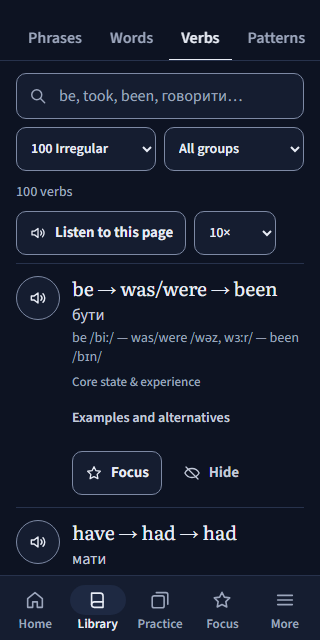 Phrases Words Verbs Patterns
be, took, been, говорити…
100 Irregular All groups
100 verbs
Listen to this page 10×
be → was/were → been
бути
be /biː/ — was/were /wəz, wɜːr/ — been
/bɪn/
Core state & experience
Examples and alternatives
Focus Hide
have → had → had
мати
Home Library Practice Focus More